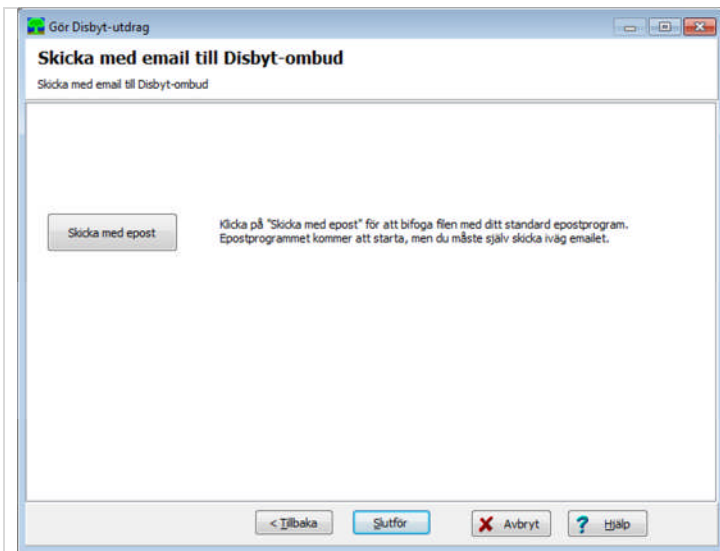 Gör Disbyt-utdrag
Skicka med email till Disbyt-ombud
Skicka med email till Disbyt-ombud
Skicka med epost
Klicka på "Skicka med epost" för att bifoga filen med ditt standard epostprogram.
Epostprogrammet kommer att starta, men du måste själv skicka iväg emailet.
< Tillbaka
Slutför
Avbryt
? Hjälp